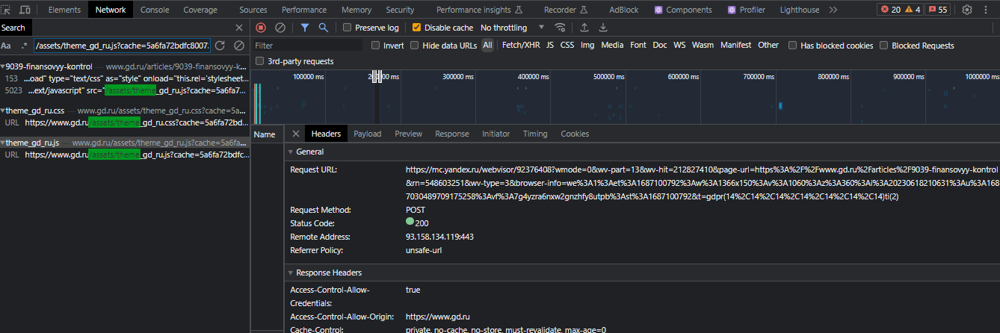 Elements Network Console Coverage Sources Performance Memory Security Performance insights Recorder AdBlock Components Profiler Lighthouse 20 4 55
Search
Preserve log Disable cache No throttling
Aa .* /assets/theme_gd_ru.js?cache=5a6fa72bdfc8007
Filter Invert Hide data URLs All Fetch/XHR JS CSS Img Media Font Doc WS Wasm Manifest Other Has blocked cookies Blocked Requests
3rd-party requests
9039-finansovyy-kontrol — www.gd.ru/articles/9039-finansovyy-k...
153 ...oad" type="text/css" as="style" onload="this.rel='stylesheet...
5023 ...ext/javascript" src="/assets/theme_gd_ru.js?cache=5a6fa7...
theme_gd_ru.css — www.gd.ru/assets/theme_gd_ru.css?cache=5a...
URL https://www.gd.ru/assets/theme_gd_ru.css?cache=5a6fa72bd...
theme_gd_ru.js — www.gd.ru/assets/theme_gd_ru.js?cache=5a6fa...
URL https://www.gd.ru/assets/theme_gd_ru.js?cache=5a6fa72bdfc...
100000 ms 200000 ms 300000 ms 400000 ms 500000 ms 600000 ms 700000 ms 800000 ms 900000 ms 1000000 ms
Name
Headers Payload Preview Response Initiator Timing Cookies
General
Request URL: https://mc.yandex.ru/webvisor/92376408?wmode=0&wv-part=13&wv-hit=212827410&page-url=https%3A%2F%2Fwww.gd.ru%2Farticles%2F9039-finansovyy-kontrol
&rn=548603251&wv-type=3&browser-info=we%3A1%3Aet%3A1687100792%3Aw%3A1366x150%3Av%3A1060%3Az%3A360%3Ai%3A20230618210631%3Au%3A168
7030489709175258%3Avf%3A7g4yzra6nxw2gnzhfy8utpb%3Ast%3A1687100792&t=gdpr(14%2C14%2C14%2C14%2C14%2C14%2C14)ti(2)
Request Method: POST
Status Code: 200
Remote Address: 93.158.134.119:443
Referrer Policy: unsafe-url
Response Headers
Access-Control-Allow- true
Credentials:
Access-Control-Allow-Origin: https://www.gd.ru
Cache-Control: private, no-cache, no-store, must-revalidate, max-age=0